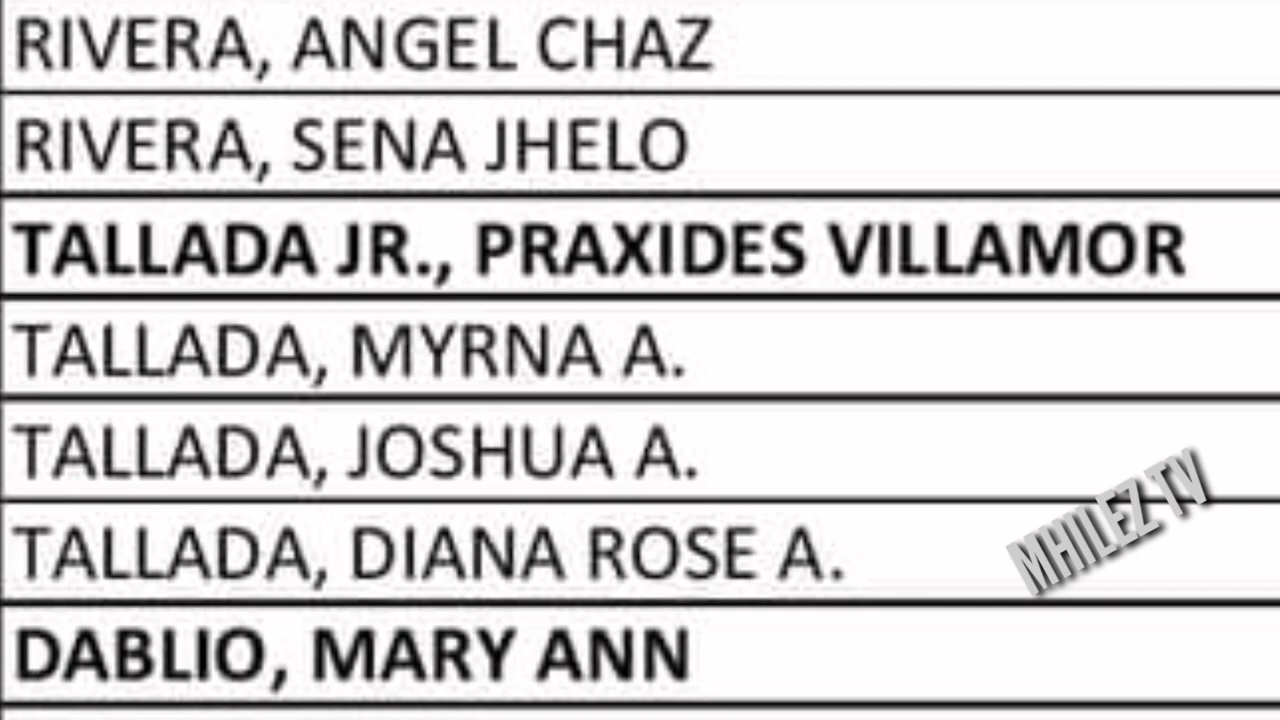 RIVERA, ANGEL CHAZ
RIVERA, SENA JHELO
TALLADA JR., PRAXIDES VILLAMOR
TALLADA, MYRNA A.
TALLADA, JOSHUA A.
TALLADA, DIANA ROSE A.
MHILEZ TV
DABLIO, MARY ANN